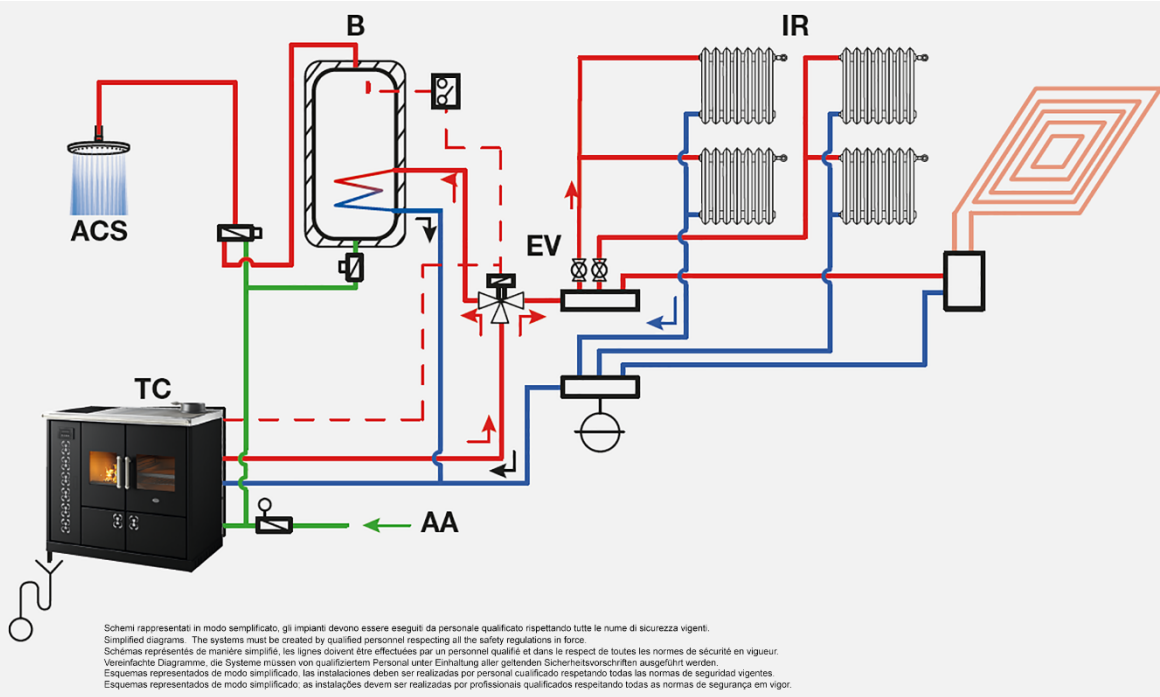 B
IR
ACS
EV
TC
AA
Schemi rappresentati in modo semplificato, gli impianti devono essere eseguiti da personale qualificato rispettando tutte le nume di sicurezza vigenti.
Simplified diagrams. The systems must be created by qualified personnel respecting all the safety regulations in force.
Schémas représentés de manière simplifié, les lignes doivent être effectuées par un personnel qualifié et dans le respect de toutes les normes de sécurité en vigueur.
Vereinfachte Diagramme, die Systeme müssen von qualifiziertem Personal unter Einhaltung aller geltenden Sicherheitsvorschriften ausgeführt werden.
Esquemas representados de modo simplificado, las instalaciones deben ser realizadas por personal cualificado respetando todas las normas de seguridad vigentes.
Esquemas representados de modo simplificado; as instalações devem ser realizadas por profissionais qualificados respeitando todas as normas de segurança em vigor.